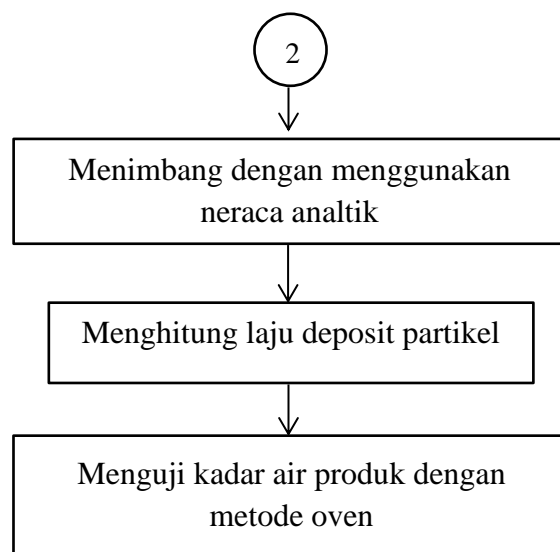 2
Menimbang dengan menggunakan
neraca analtik
Menghitung laju deposit partikel
Menguji kadar air produk dengan
metode oven